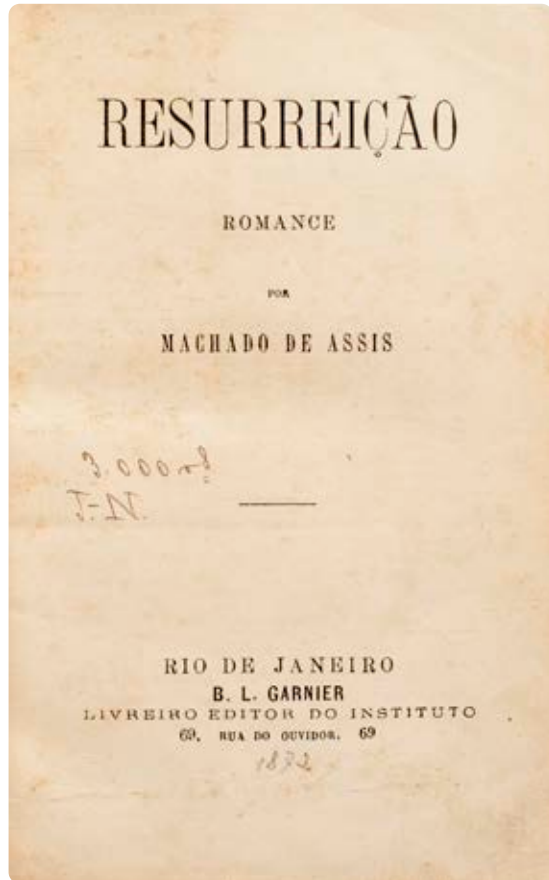 RESURREIÇÃO
ROMANCE
POR
MACHADO DE ASSIS
3.000 rs
J-N.
RIO DE JANEIRO
B. L. GARNIER
LIVREIRO EDITOR DO INSTITUTO
69, RUA DO OUVIDOR, 69
1872